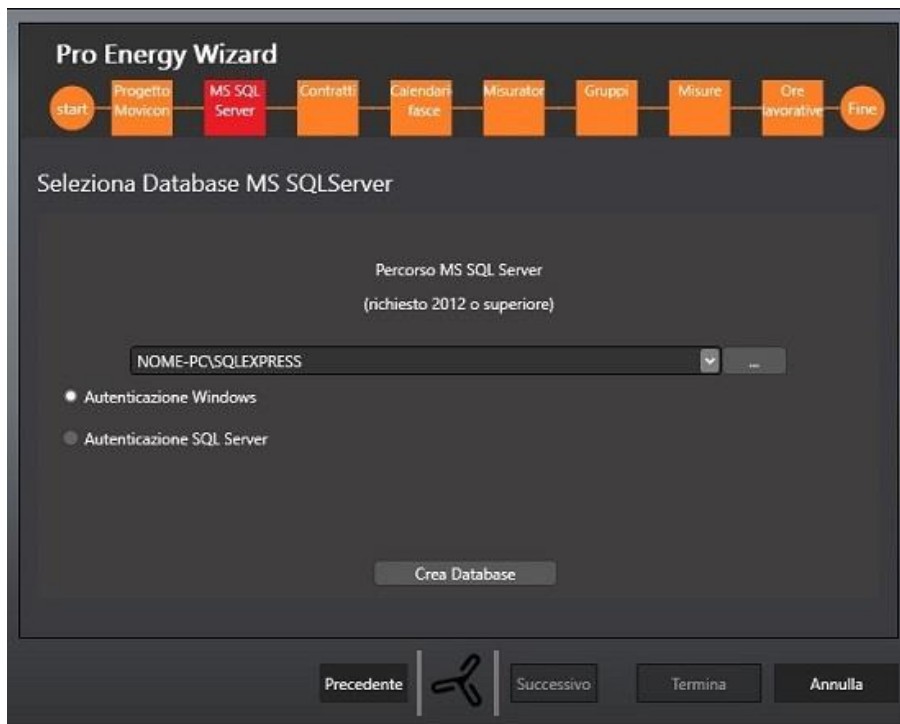 Pro Energy Wizard
start
Progetto
Movicon
MS SQL
Server
Contratti
Calendari
fasce
Misurator
Gruppi
Misure
Ore
lavorative
Fine
Seleziona Database MS SQLServer
Percorso MS SQL Server
(richiesto 2012 o superiore)
NOME-PC\SQLEXPRESS
...
Autenticazione Windows
Autenticazione SQL Server
Crea Database
Precedente
Successivo
Termina
Annulla